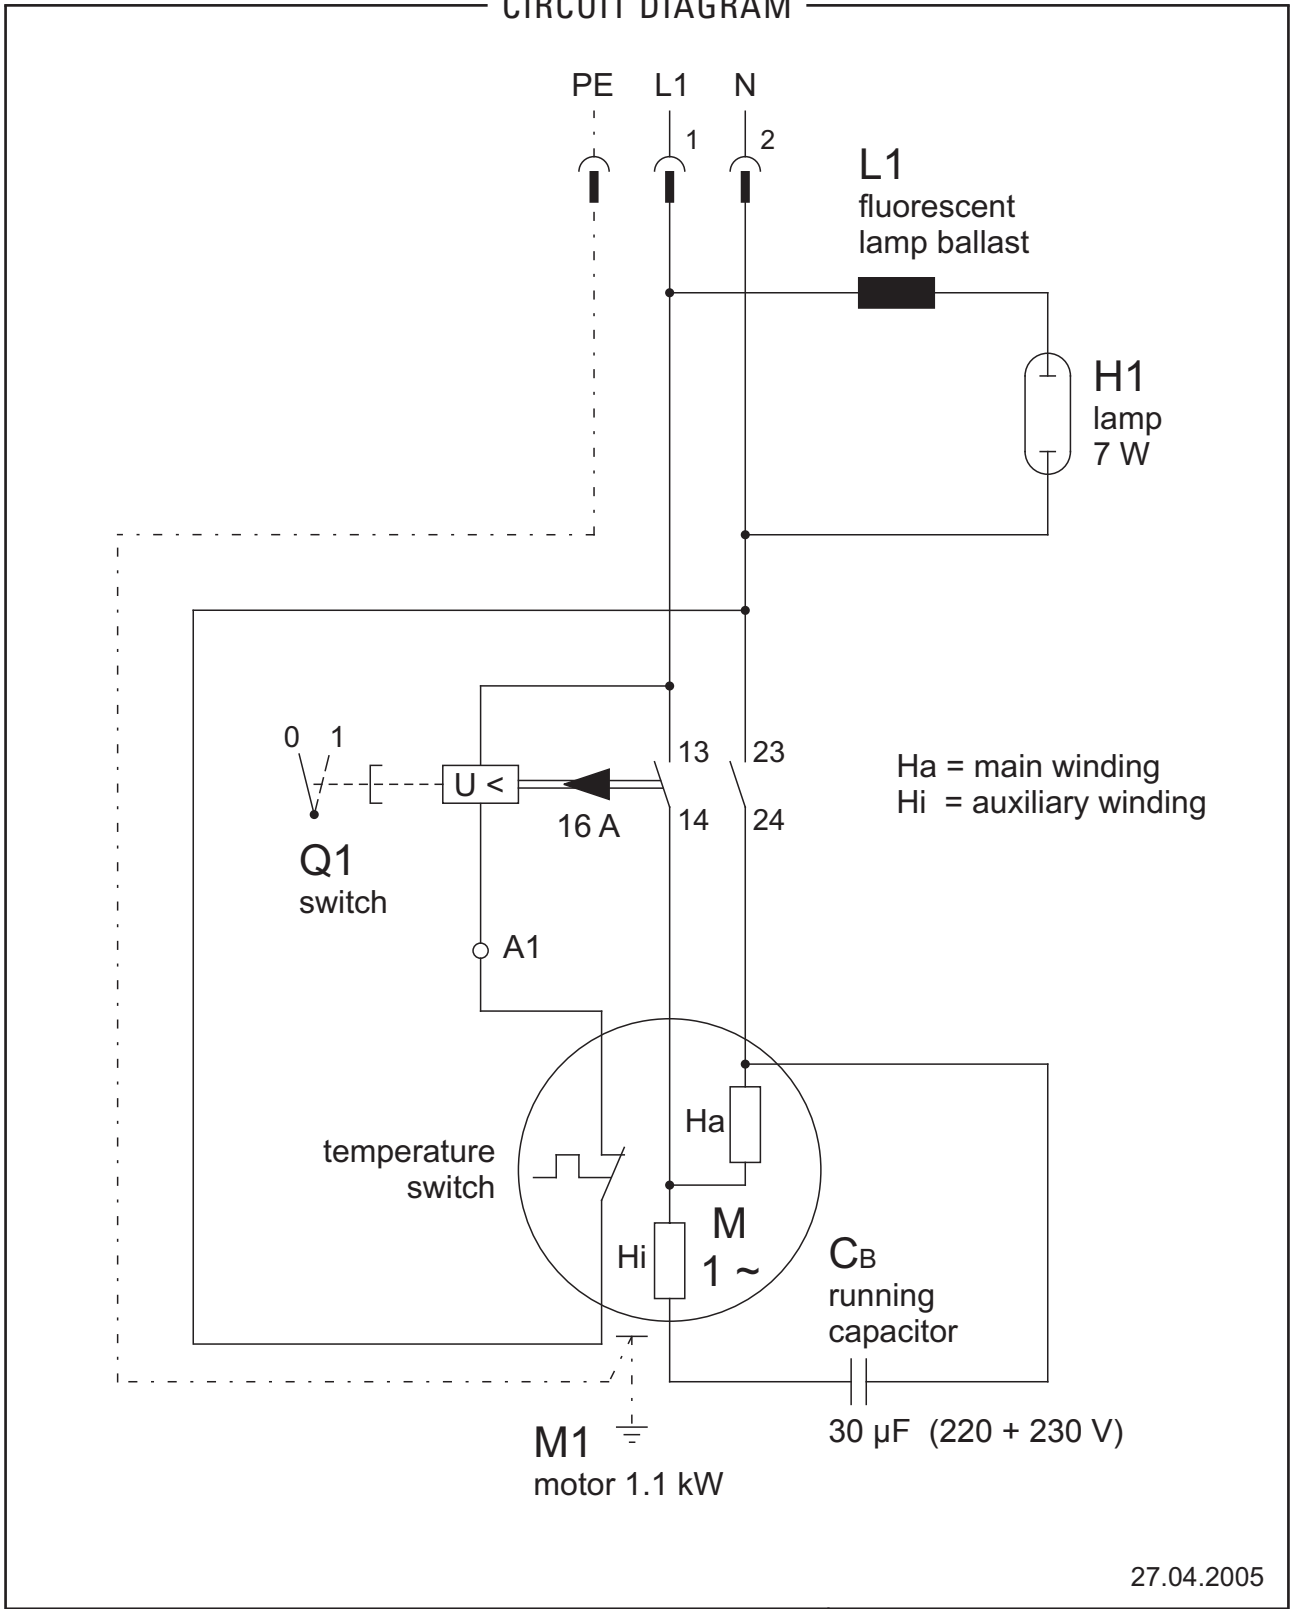 CIRCUIT DIAGRAM
PE L1 N
1 2
L1
fluorescent
lamp ballast
H1
lamp
7 W
0 1
13 23
U <
16 A
14 24
Ha = main winding
Hi = auxiliary winding
Q1
switch
A1
Ha
temperature
switch
M
1 ~
Hi
CB
running
capacitor
30 µF (220 + 230 V)
M1
motor 1.1 kW
27.04.2005